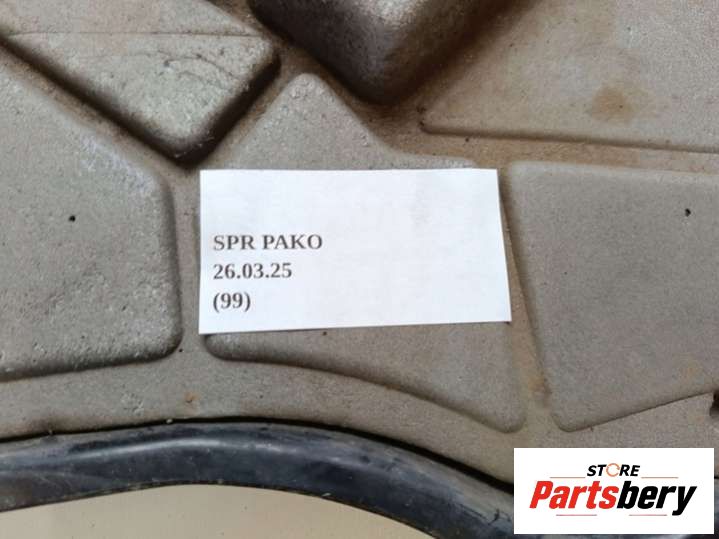 SPR PAKO
26.03.25
(99)
STORE
Partsbery